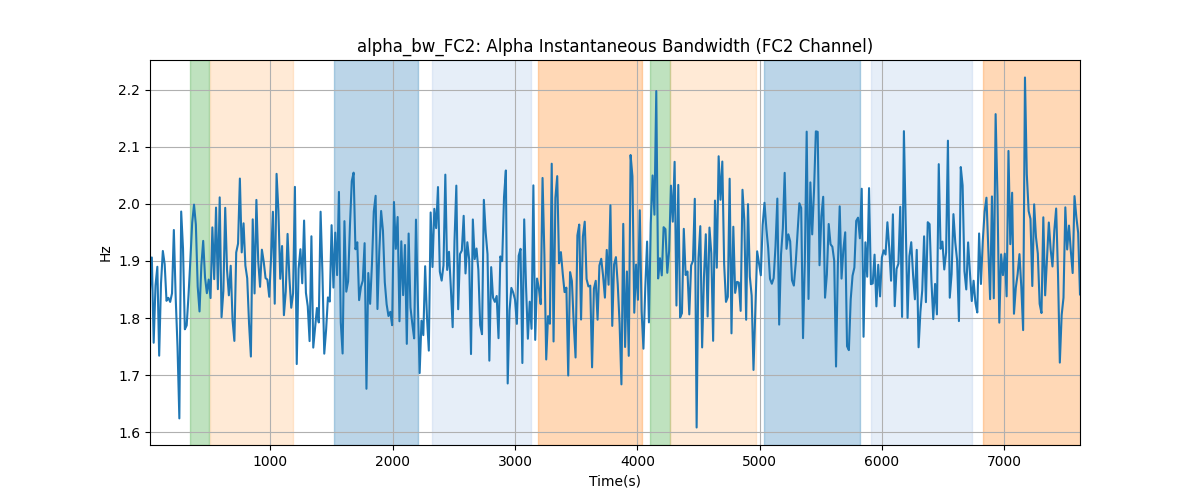 alpha_bw_FC2: Alpha Instantaneous Bandwidth (FC2 Channel)
Hz
2.2
2.1
2.0
1.9
1.8
1.7
1.6
1000 2000 3000 4000 5000 6000 7000
Time(s)